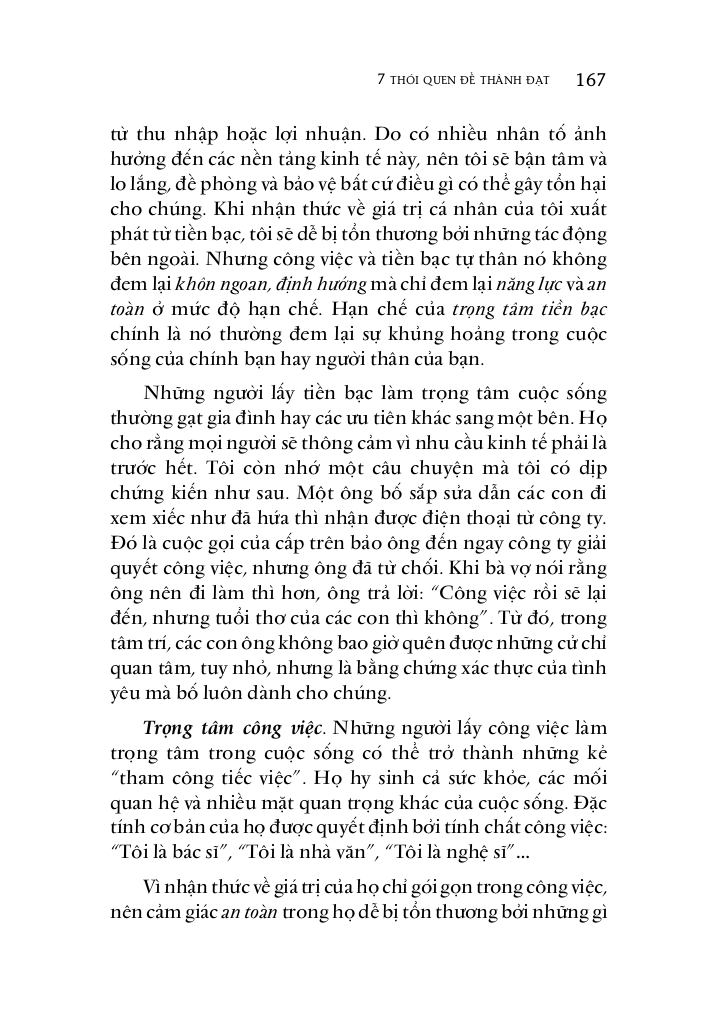 7 THÓI QUEN ĐỂ THÀNH ĐẠT 167
từ thu nhập hoặc lợi nhuận. Do có nhiều nhân tố ảnh
hưởng đến các nền tảng kinh tế này, nên tôi sẽ bận tâm và
lo lắng, đề phòng và bảo vệ bất cứ điều gì có thể gây tổn hại
cho chúng. Khi nhận thức về giá trị cá nhân của tôi xuất
phát từ tiền bạc, tôi sẽ dễ bị tổn thương bởi những tác động
bên ngoài. Nhưng công việc và tiền bạc tự thân nó không
đem lại khôn ngoan, định hướng mà chỉ đem lại năng lực và an
toàn ở mức độ hạn chế. Hạn chế của trọng tâm tiền bạc
chính là nó thường đem lại sự khủng hoảng trong cuộc
sống của chính bạn hay người thân của bạn.
Những người lấy tiền bạc làm trọng tâm cuộc sống
thường gạt gia đình hay các ưu tiên khác sang một bên. Họ
cho rằng mọi người sẽ thông cảm vì nhu cầu kinh tế phải là
trước hết. Tôi còn nhớ một câu chuyện mà tôi có dịp
chứng kiến như sau. Một ông bố sắp sửa dẫn các con đi
xem xiếc như đã hứa thì nhận được điện thoại từ công ty.
Đó là cuộc gọi của cấp trên bảo ông đến ngay công ty giải
quyết công việc, nhưng ông đã từ chối. Khi bà vợ nói rằng
ông nên đi làm thì hơn, ông trả lời: “Công việc rồi sẽ lại
đến, nhưng tuổi thơ của các con thì không”. Từ đó, trong
tâm trí, các con ông không bao giờ quên được những cử chỉ
quan tâm, tuy nhỏ, nhưng là bằng chứng xác thực của tình
yêu mà bố luôn dành cho chúng.
Trọng tâm công việc. Những người lấy công việc làm
trọng tâm trong cuộc sống có thể trở thành những kẻ
“tham công tiếc việc”. Họ hy sinh cả sức khỏe, các mối
quan hệ và nhiều mặt quan trọng khác của cuộc sống. Đặc
tính cơ bản của họ được quyết định bởi tính chất công việc:
“Tôi là bác sĩ”, “Tôi là nhà văn”, “Tôi là nghệ sĩ”...
Vì nhận thức về giá trị của họ chỉ gói gọn trong công việc,
nên cảm giác an toàn trong họ dễ bị tổn thương bởi những gì